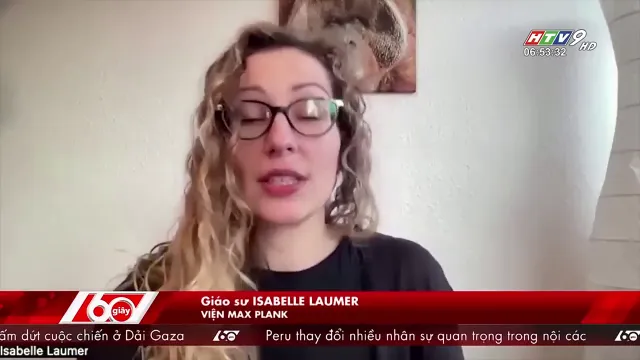 HTV9 HD
06:53:32
Giáo sư ISABELLE LAUMER
VIỆN MAX PLANK
60 giây
ấm dứt cuộc chiến ở Dải Gaza Peru thay đổi nhiều nhân sự quan trọng trong nội các
Isabelle Laumer